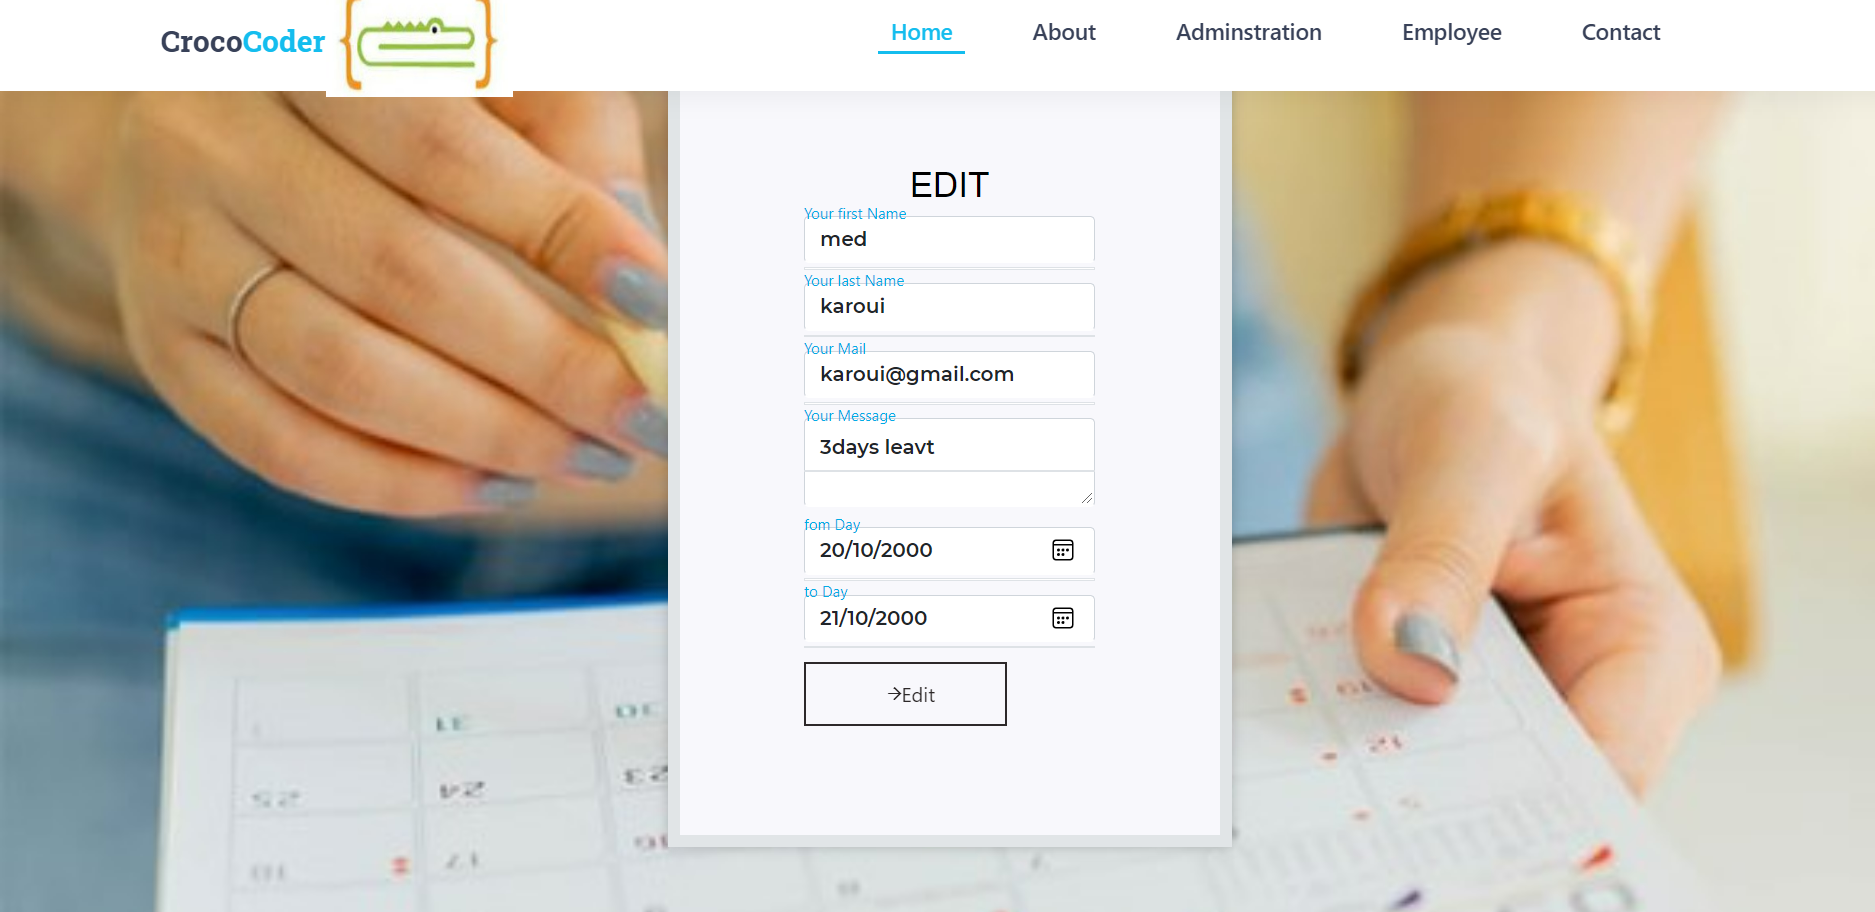 CrocoCoder
Home About Adminstration Employee Contact
EDIT
Your first Name
med
Your last Name
karoui
Your Mail
karoui@gmail.com
Your Message
3days leavt
fom Day
20/10/2000
to Day
21/10/2000
→Edit